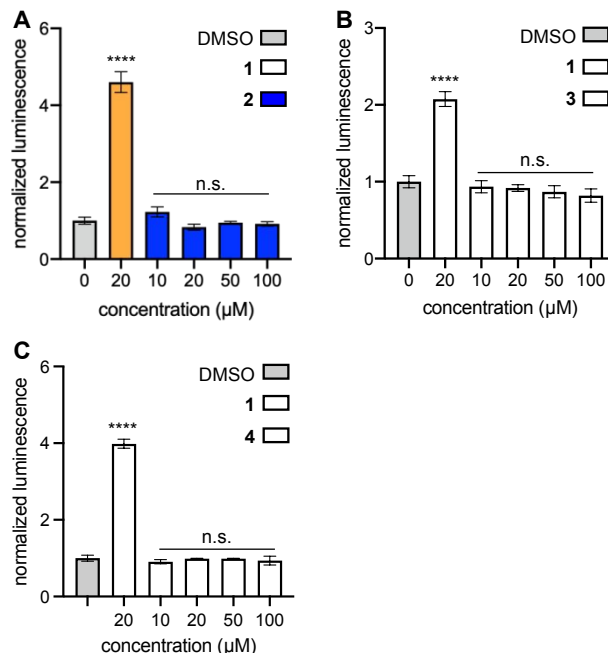 A
6
4
2
0
normalized luminescence
DMSO
1
2
****
n.s.
0 20 10 20 50 100
concentration (µM)
B
3
2
1
0
normalized luminescence
DMSO
1
3
****
n.s.
0 20 10 20 50 100
concentration (µM)
C
6
4
2
0
normalized luminescence
DMSO
1
4
****
n.s.
20 10 20 50 100
concentration (µM)